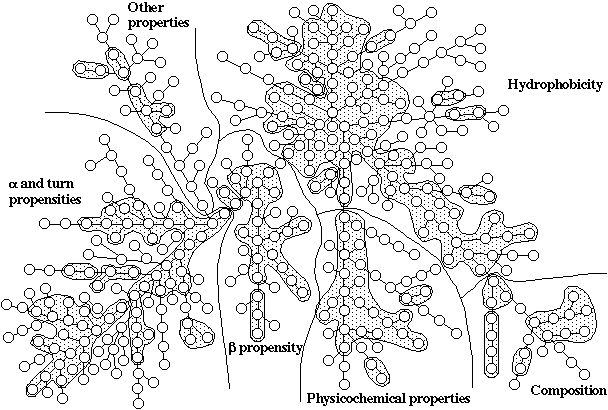 Other
properties
Hydrophobicity
α and turn
propensities
β propensity
Physicochemical properties
Composition